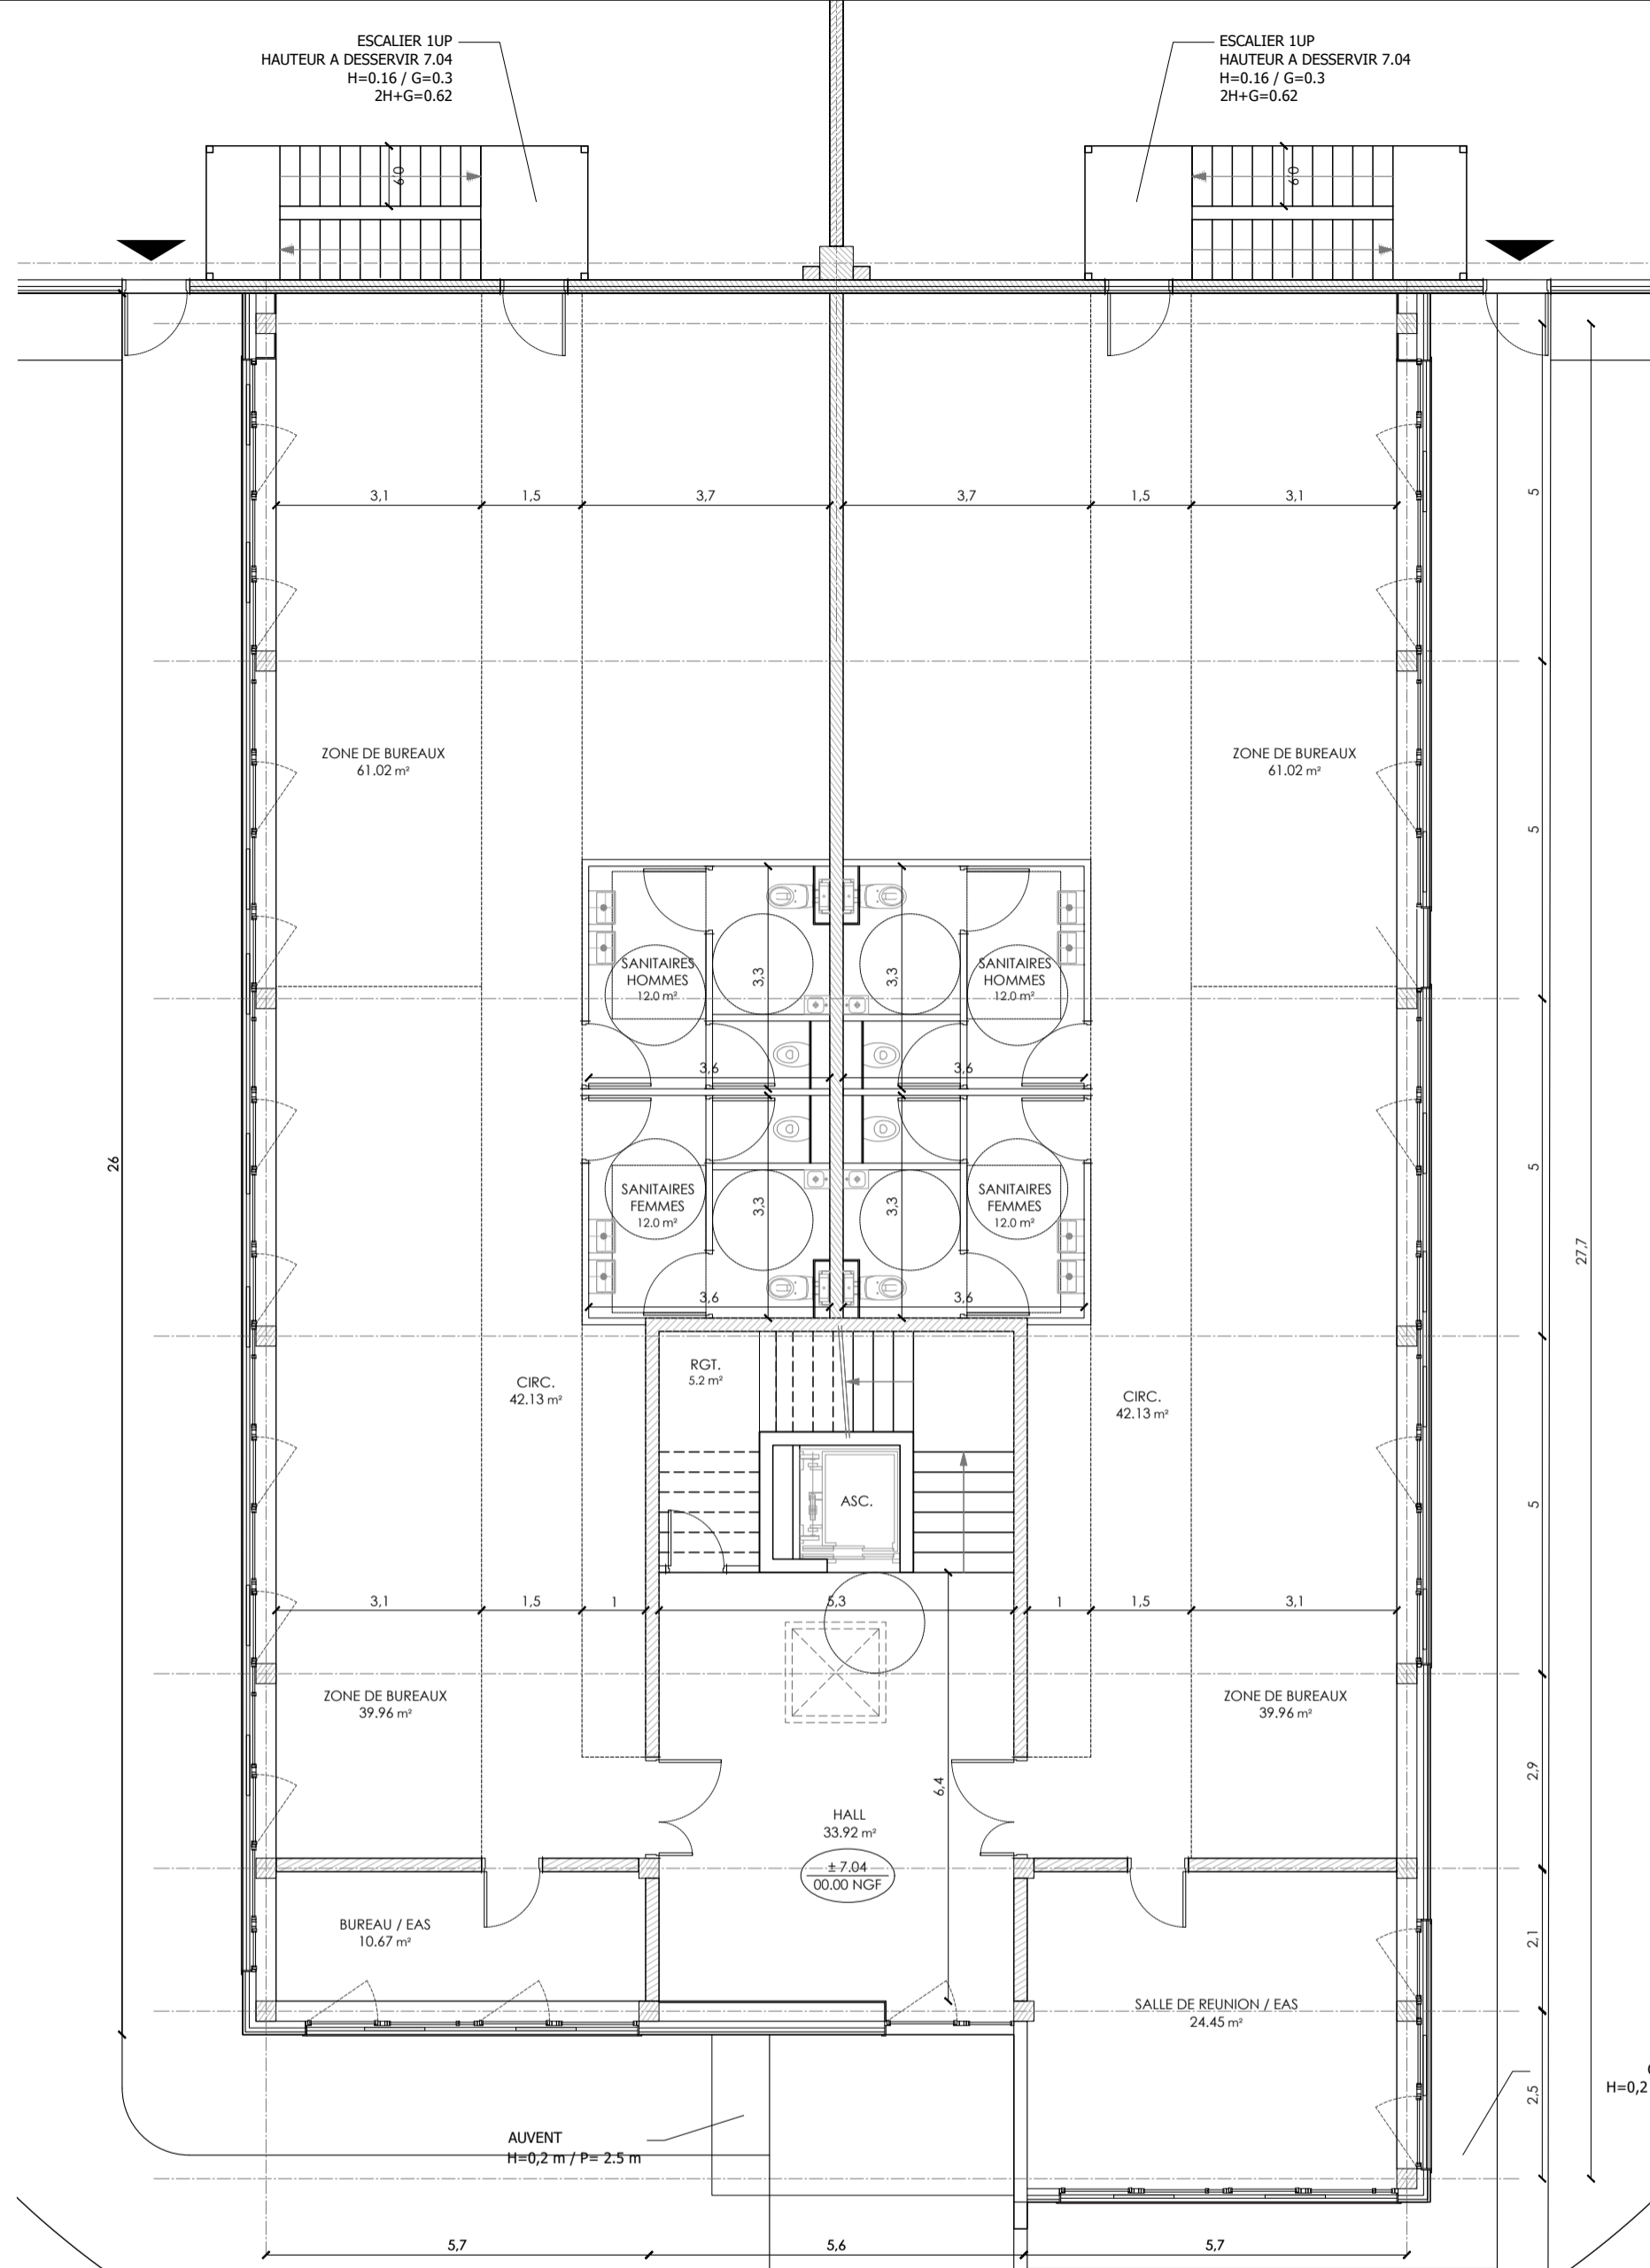 ESCALIER 1UP
HAUTEUR A DESSERVIR 7.04
H=0.16 / G=0.3
2H+G=0.62
ESCALIER 1UP
HAUTEUR A DESSERVIR 7.04
H=0.16 / G=0.3
2H+G=0.62
0,9
0,9
3,1
1,5
3,7
3,7
1,5
3,1
5
ZONE DE BUREAUX
61.02 m²
ZONE DE BUREAUX
61.02 m²
5
SANITAIRES
HOMMES
12.0 m²
3,3
3,3
SANITAIRES
HOMMES
12.0 m²
3,6
3,6
26
5
SANITAIRES
FEMMES
12.0 m²
3,3
3,3
SANITAIRES
FEMMES
12.0 m²
27,7
3,6
3,6
RGT.
5.2 m²
CIRC.
42.13 m²
CIRC.
42.13 m²
ASC.
5
3,1
1,5
1
5,3
1
1,5
3,1
ZONE DE BUREAUX
39.96 m²
ZONE DE BUREAUX
39.96 m²
6,4
2,9
HALL
33.92 m²
± 7.04
00.00 NGF
BUREAU / EAS
10.67 m²
2,1
SALLE DE REUNION / EAS
24.45 m²
2,5
H=0,2
AUVENT
H=0,2 m / P= 2.5 m
5,7
5,6
5,7